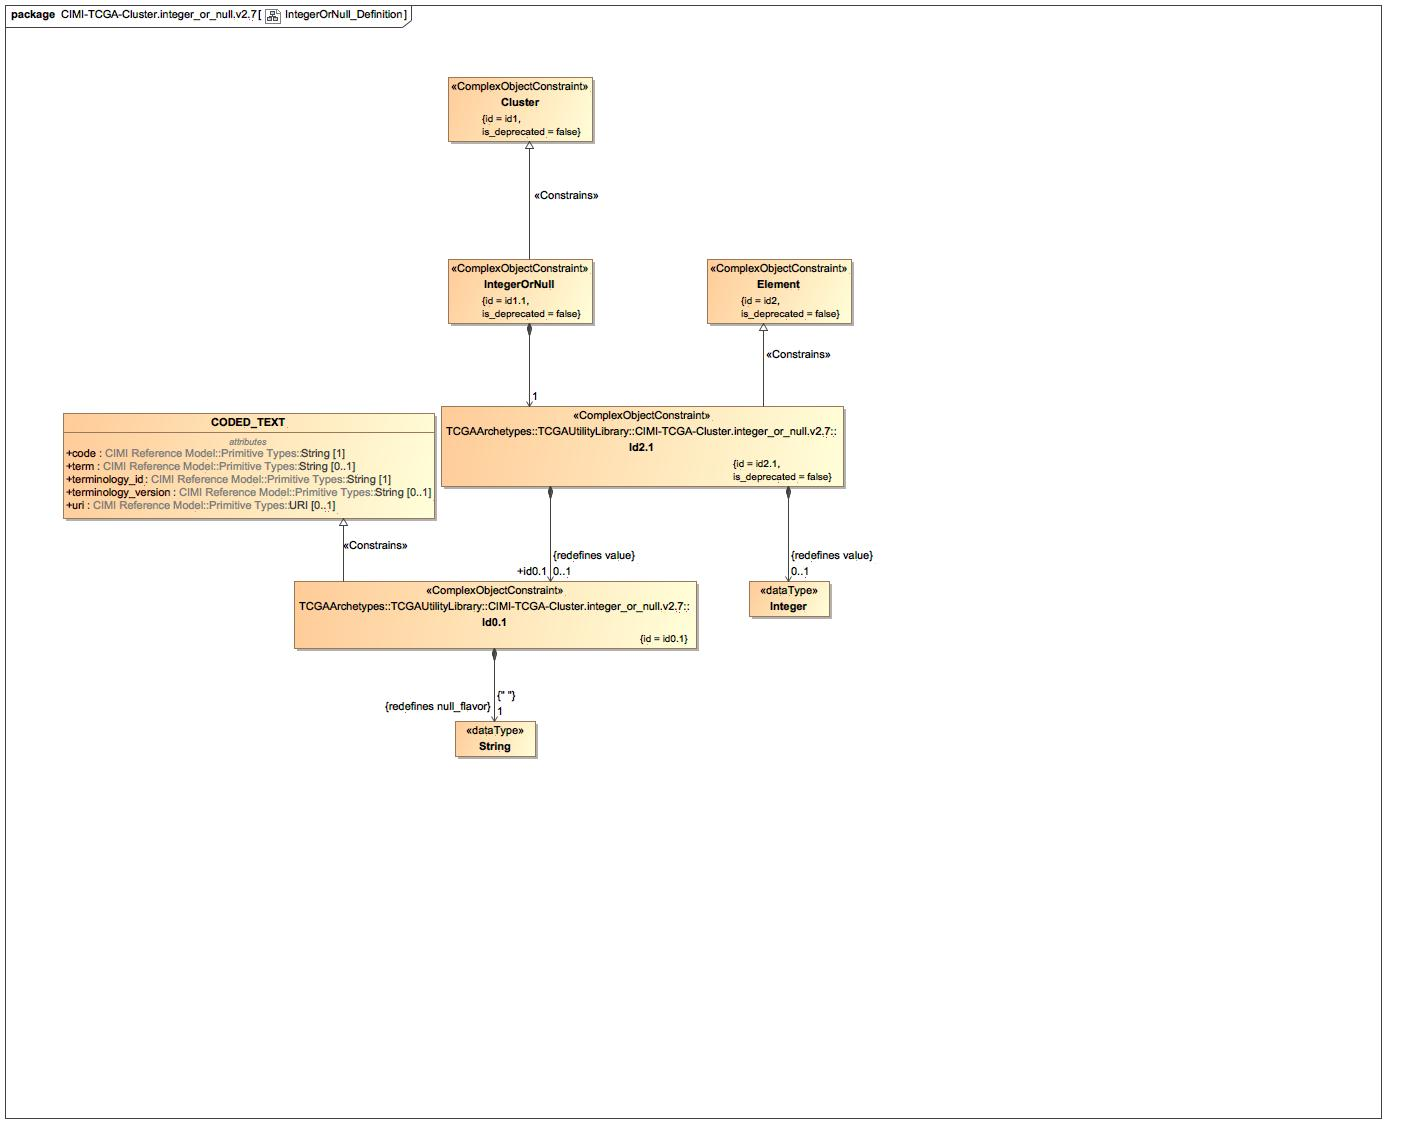 package CIMI-TCGA-Cluster.integer_or_null.v2.7[ IntegerOrNull_Definition]
«ComplexObjectConstraint»
Cluster
{id = id1,
is_deprecated = false}
«Constrains»
«ComplexObjectConstraint»
IntegerOrNull
{id = id1.1,
is_deprecated = false}
«ComplexObjectConstraint»
Element
{id = id2,
is_deprecated = false}
«Constrains»
1
CODED_TEXT
attributes
+code : CIMI Reference Model::Primitive Types::String [1]
+term : CIMI Reference Model::Primitive Types::String [0..1]
+terminology_id : CIMI Reference Model::Primitive Types::String [1]
+terminology_version : CIMI Reference Model::Primitive Types::String [0..1]
+uri : CIMI Reference Model::Primitive Types::URI [0..1]
«ComplexObjectConstraint»
TCGAArchetypes::TCGAUtilityLibrary::CIMI-TCGA-Cluster.integer_or_null.v2.7::
Id2.1
{id = id2.1,
is_deprecated = false}
«Constrains»
{redefines value}
+id0.1 0..1
{redefines value}
0..1
«ComplexObjectConstraint»
TCGAArchetypes::TCGAUtilityLibrary::CIMI-TCGA-Cluster.integer_or_null.v2.7::
Id0.1
{id = id0.1}
«dataType»
Integer
{" "}
{redefines null_flavor} 1
«dataType»
String